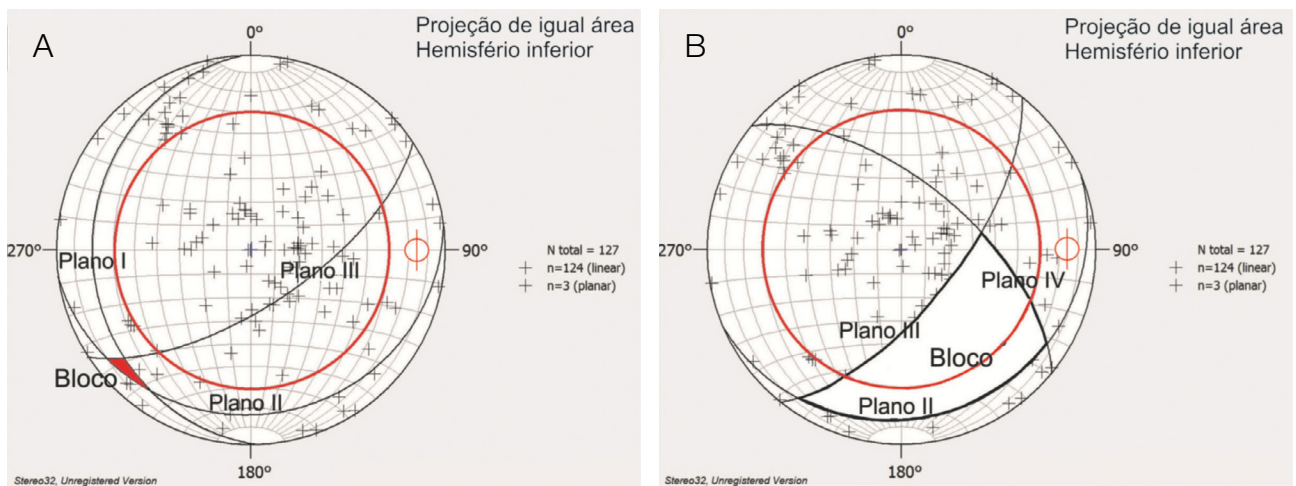 A
Projeção de igual área
Hemisfério inferior
0º
270º
90º
180º
Plano I
Plano III
Bloco
Plano II
N total = 127
n=124 (linear)
n=3 (planar)
Stereo32, Unregistered Version
B
Projeção de igual área
Hemisfério inferior
0º
270º
90º
180º
Plano IV
Plano III
Bloco
Plano II
N total = 127
n=124 (linear)
n=3 (planar)
Stereo32, Unregistered Version